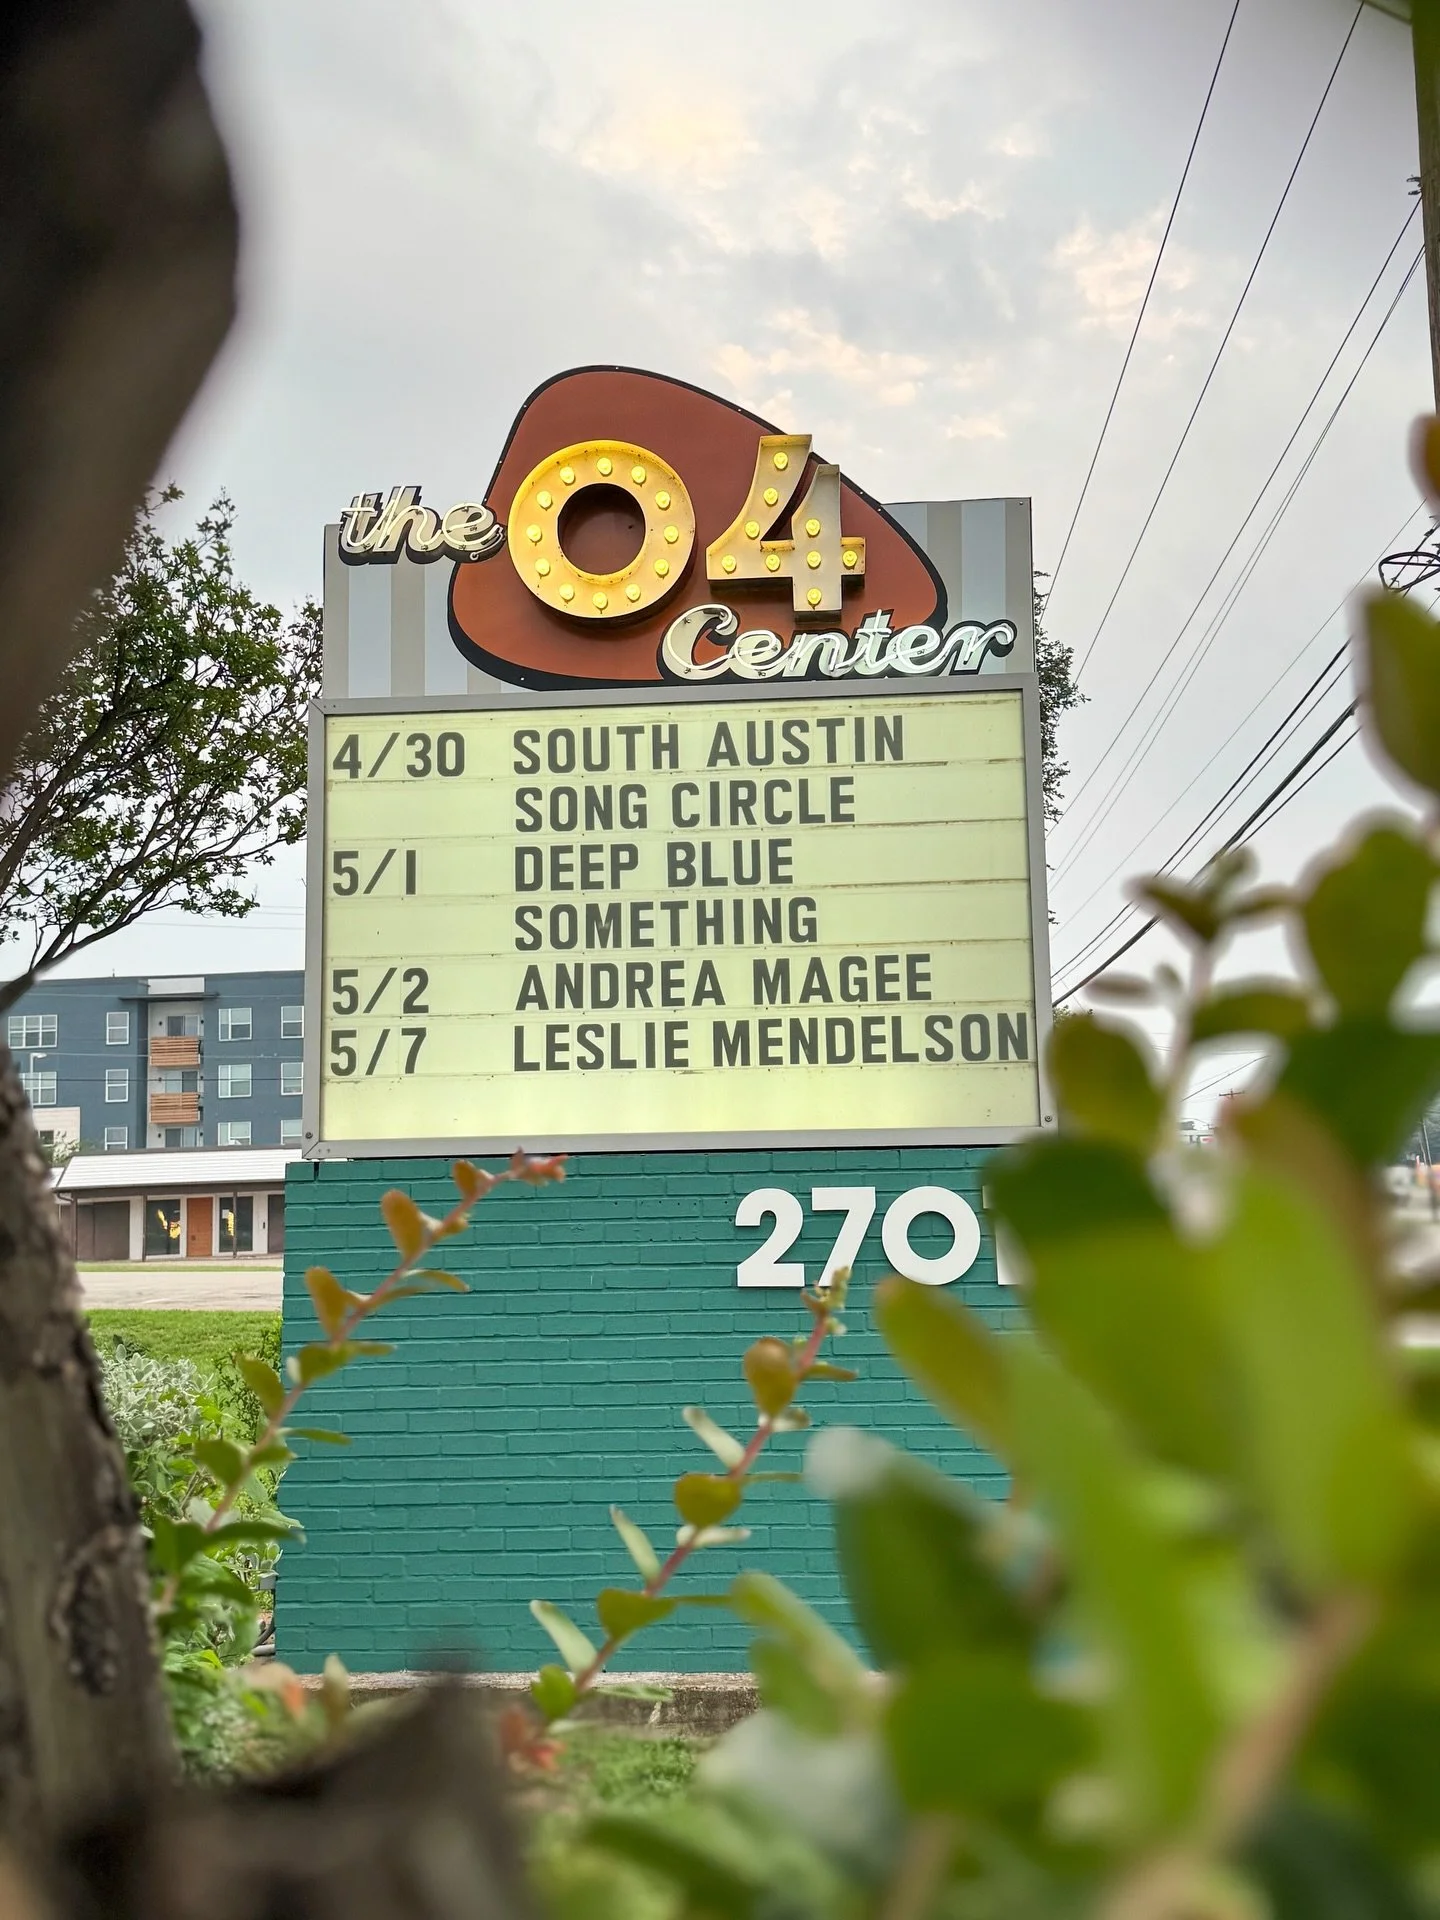 the 04
Center
4/30 SOUTH AUSTIN
SONG CIRCLE
5/1 DEEP BLUE
SOMETHING
5/2 ANDREA MAGEE
5/7 LESLIE MENDELSON
270